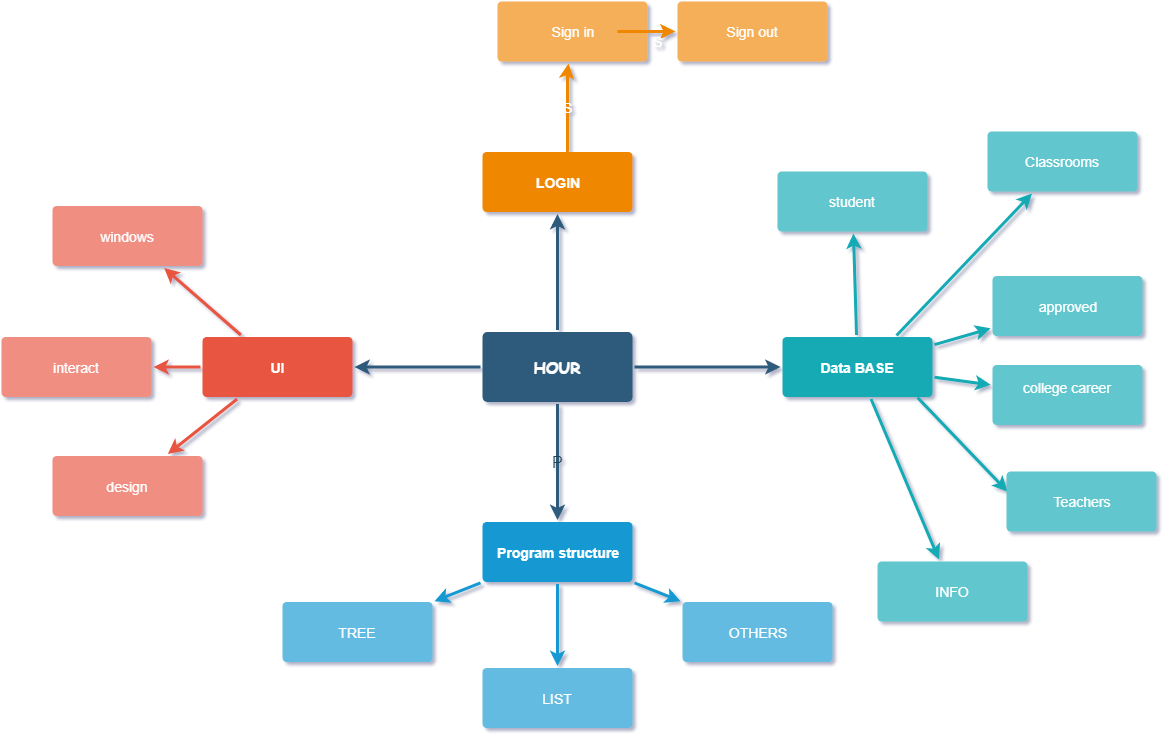 Sign in
S
Sign out
S
LOGIN
Classrooms
student
windows
approved
interact
UI
HOUR
Data BASE
college career
P
design
Teachers
Program structure
INFO
TREE
OTHERS
LIST